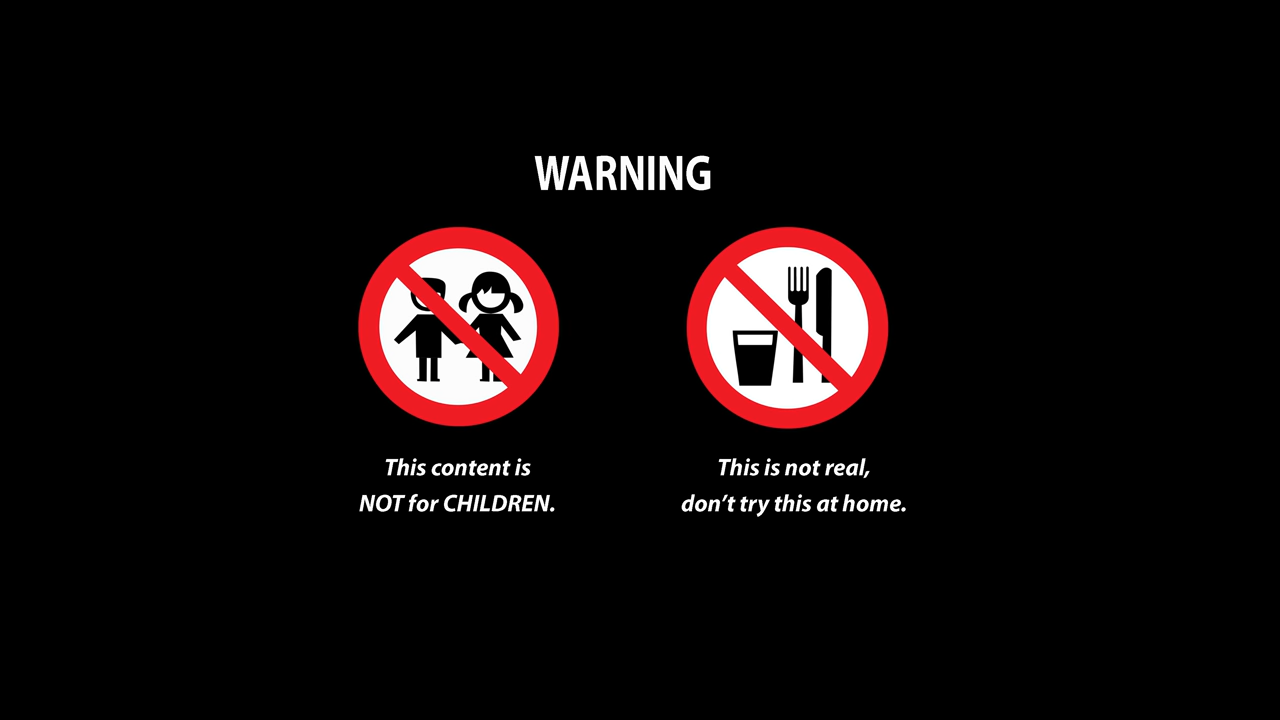 WARNING
This content is
NOT for CHILDREN.
This is not real,
don’t try this at home.